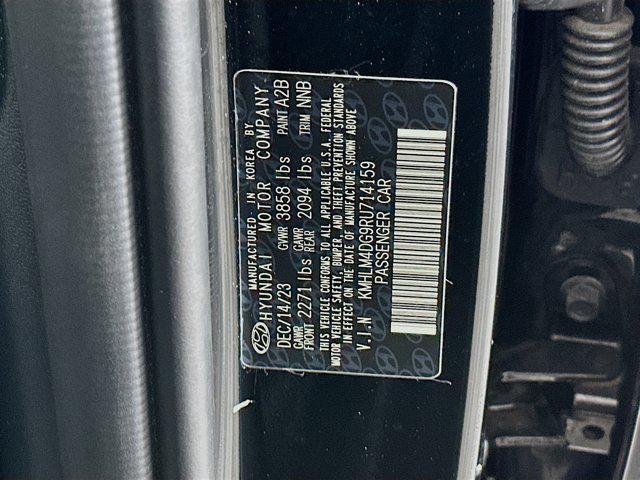 MANUFACTURED IN KOREA BY
HYUNDAI MOTOR COMPANY
DEC/14/23 GVWR 3858 lbs PAINT A2B
GAWR FRONT 2271 lbs GAWR REAR 2094 lbs TRIM NNB
THIS VEHICLE CONFORMS TO ALL APPLICABLE U.S.A. FEDERAL
MOTOR VEHICLE SAFETY, BUMPER, AND THEFT PREVENTION STANDARDS
IN EFFECT ON THE DATE OF MANUFACTURE SHOWN ABOVE
V.I.N KMHLM4DG9RU714159
PASSENGER CAR